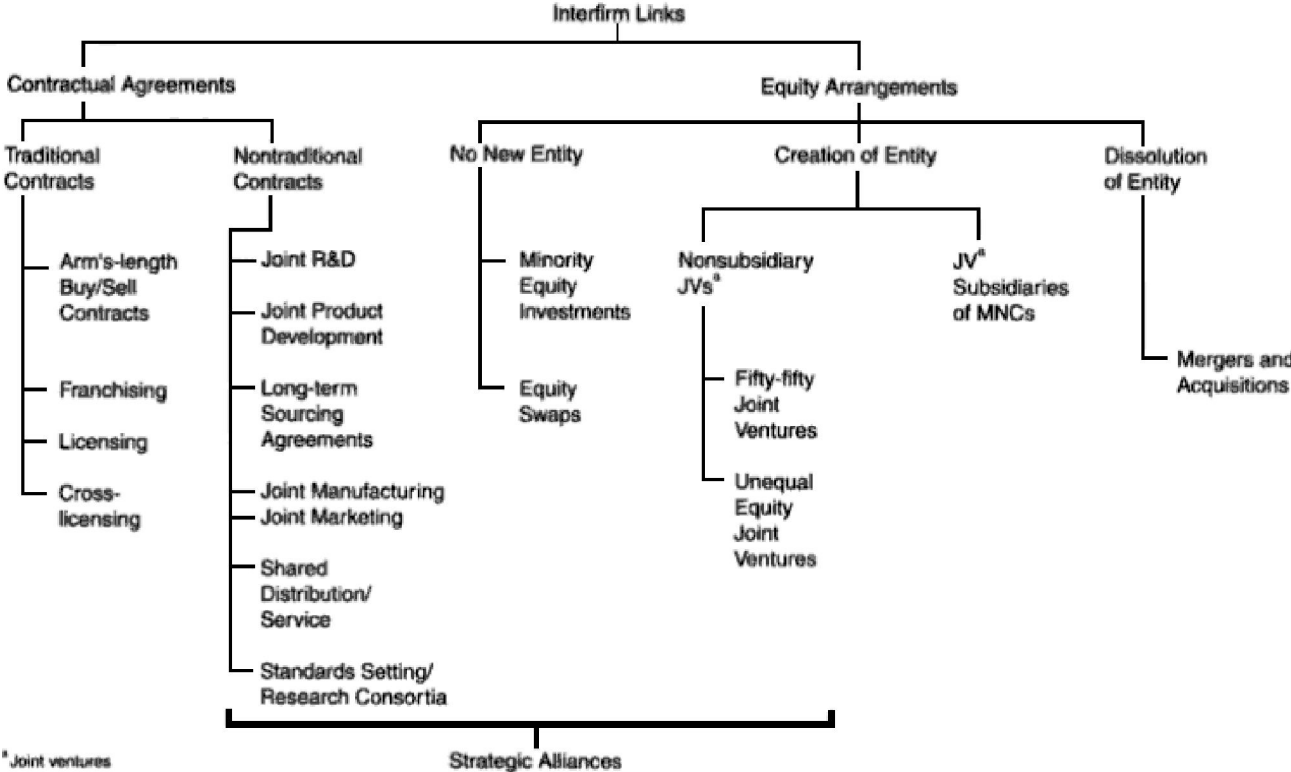 Interfirm Links
Contractual Agreements
Equity Arrangements
Traditional
Contracts
Nontraditional
Contracts
No New Entity
Creation of Entity
Dissolution
of Entity
Arm's-length
Buy/Sell
Contracts
Franchising
Licensing
Cross-
licensing
Joint R&D
Joint Product
Development
Long-term
Sourcing
Agreements
Joint Manufacturing
Joint Marketing
Shared
Distribution/
Service
Standards Setting/
Research Consortia
Minority
Equity
Investments
Equity
Swaps
Nonsubsidiary
JVsᵃ
Fifty-fifty
Joint
Ventures
Unequal
Equity
Joint
Ventures
JVᵃ
Subsidiaries
of MNCs
Mergers and
Acquisitions
Strategic Alliances
ᵃJoint ventures